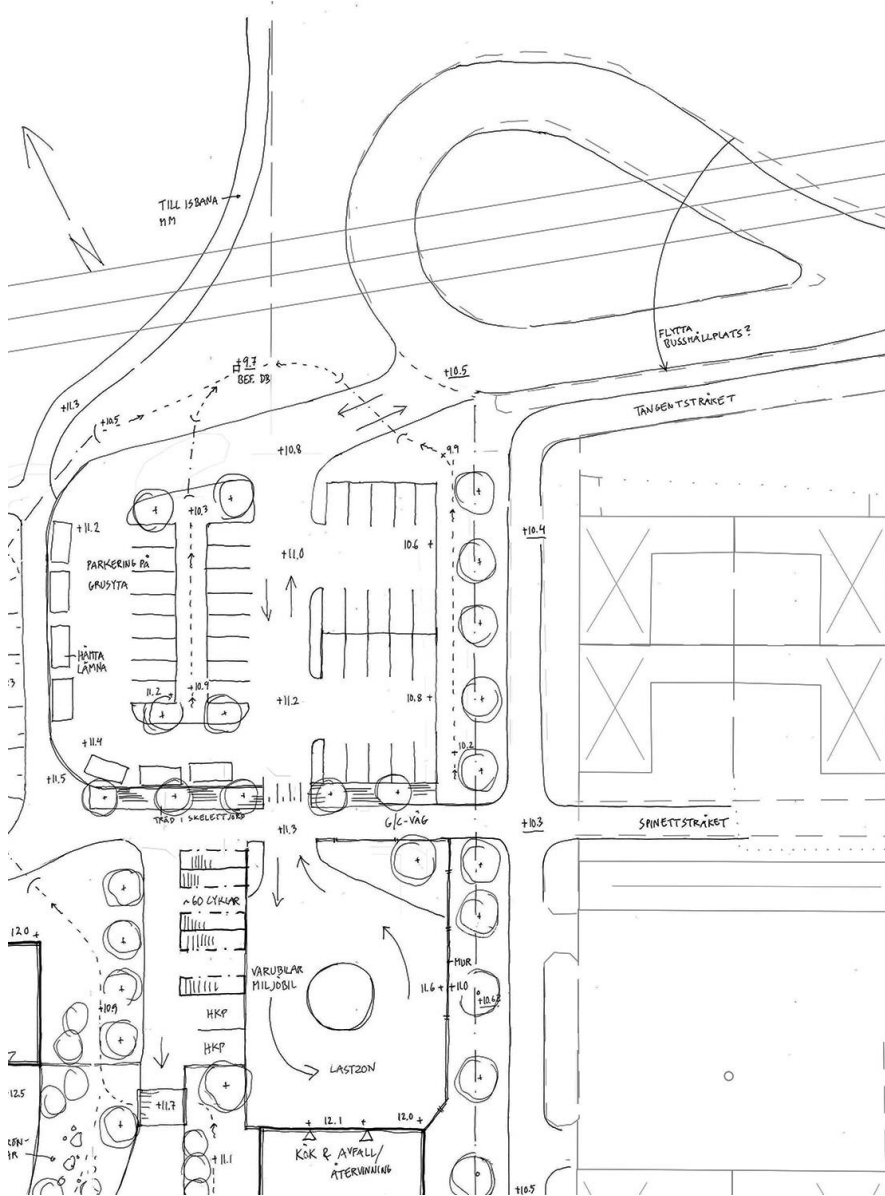 TILL ISBANA
MM
N
FLYTTA
BUSSHÅLLPLATS?
+9.7
BEF. DB
+10.5
+11.3
+10.5
TANGENTSTRÅKET
+10.8
9.9
+10.3
+11.2
+10.4
+11.0
10.6 +
PARKERING PÅ
GRUSYTA
HÄMTA
LÄMNA
11.2
+10.9
+11.2
10.8 +
+11.4
10.2
+11.5
TRÄD I SKELETTJORD
+11.3
G/C-VÄG
+10.3
SPINETTSTRÅKET
~60 CYKLAR
12.0 +
VARUBILAR
MILJÖBIL
MUR
11.6 + +11.0
+10.62
+10.9
HKP
HKP
LASTZON
12.5
+11.7
12.1
12.0
KÖK & AVFALL/
ÅTERVINNING
+11.1
+10.5